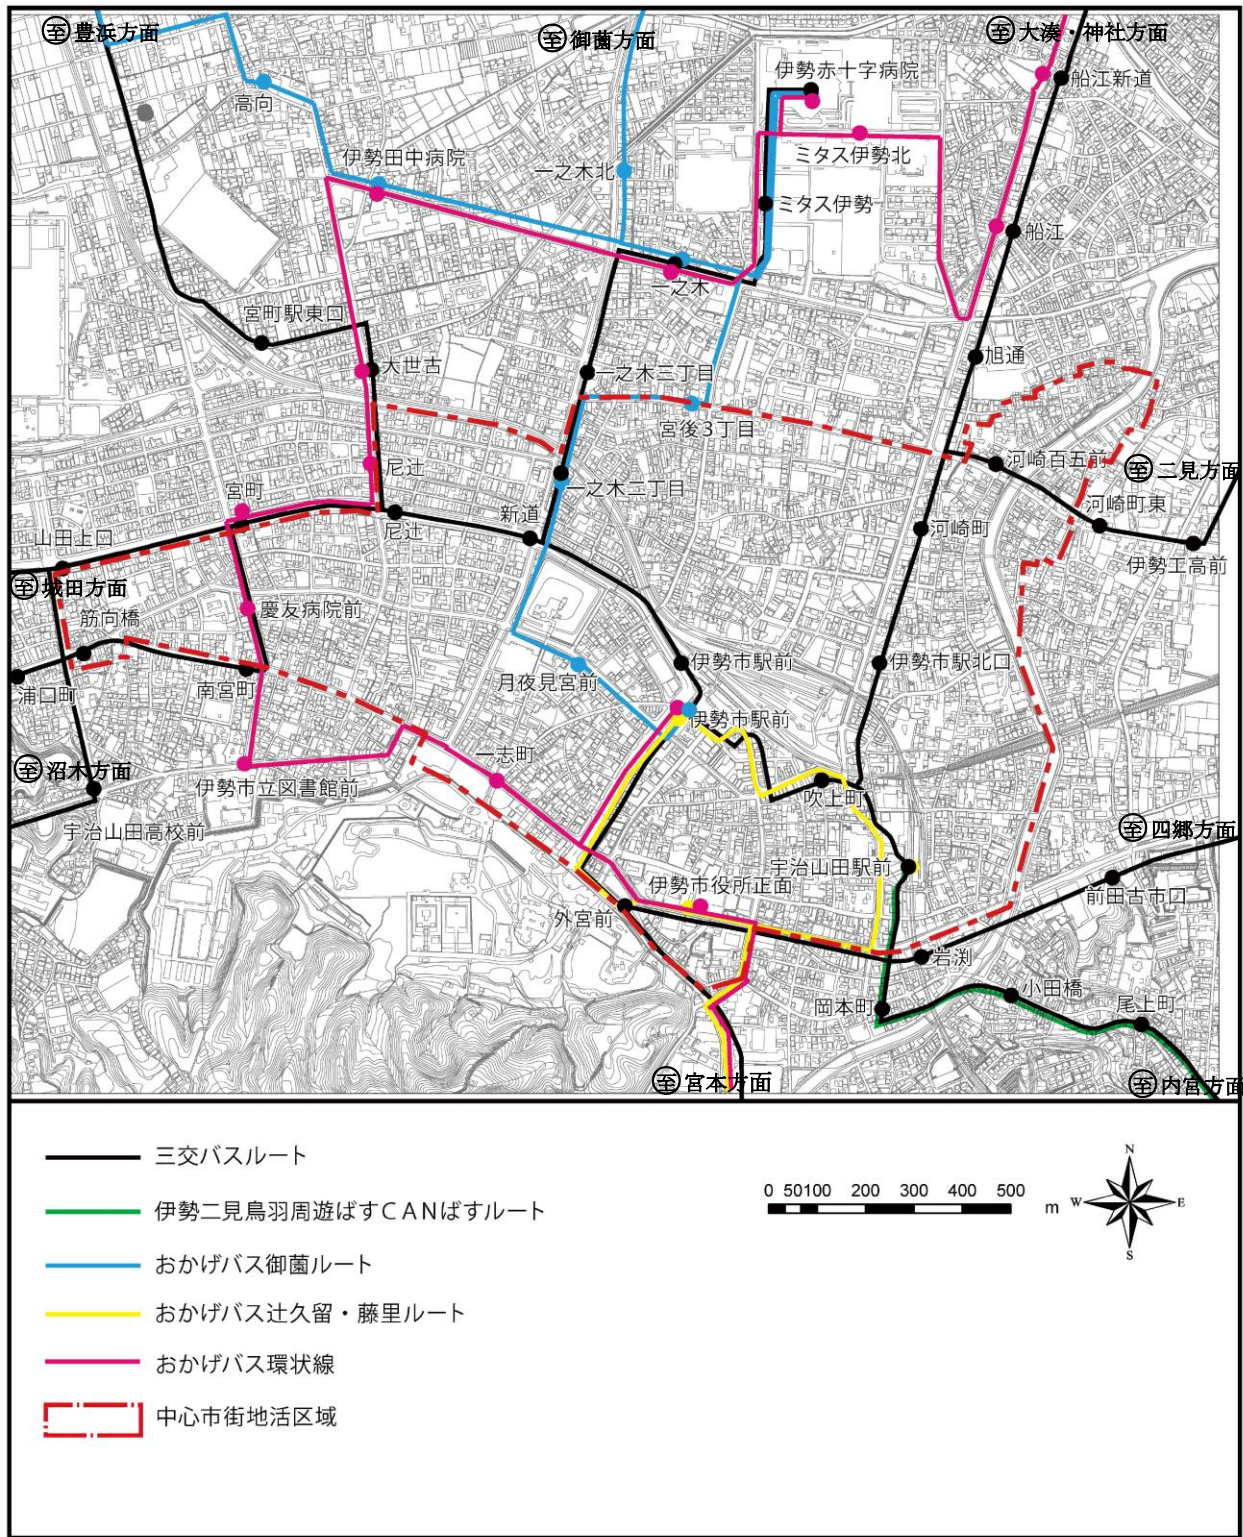 至豊浜方面
至御薗方面
至大湊・神社方面
伊勢赤十字病院
船江新道
高向
伊勢田中病院
一之木北
ミタス伊勢北
ミタス伊勢
船江
一之木
宮町駅東口
大世古
一之木三丁目
旭通
宮後3丁目
尼辻
河崎百五前
至二見方面
一之木二丁目
宮町
尼辻
新道
河崎町東
河崎町
山田上口
伊勢工高前
至城田方面
慶友病院前
筋向橋
浦口町
南宮町
月夜見宮前
伊勢市駅前
伊勢市駅北口
伊勢市駅前
至沼木方面
伊勢市立図書館前
一志町
吹上町
宇治山田高校前
至四郷方面
宇治山田駅前
伊勢市役所正面
前田古市口
外宮前
岩渕
岡本町
小田橋
尾上町
至宮本方面
至内宮方面
三交バスルート
伊勢二見鳥羽周遊ばすCANばすルート
おかげバス御薗ルート
おかげバス辻久留・藤里ルート
おかげバス環状線
中心市街地活区域
0 50 100 200 300 400 500 m
N
W E
S